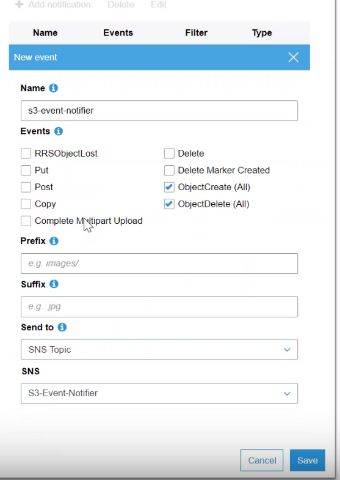 + Add notification Delete Edit
Name Events Filter Type
New event
Name
s3-event-notifier
Events
RRSObjectLost Delete
Put Delete Marker Created
Post ObjectCreate (All)
Copy ObjectDelete (All)
Complete Multipart Upload
Prefix
e.g. images/
Suffix
e.g. .jpg
Send to
SNS Topic
SNS
S3-Event-Notifier
Cancel Save